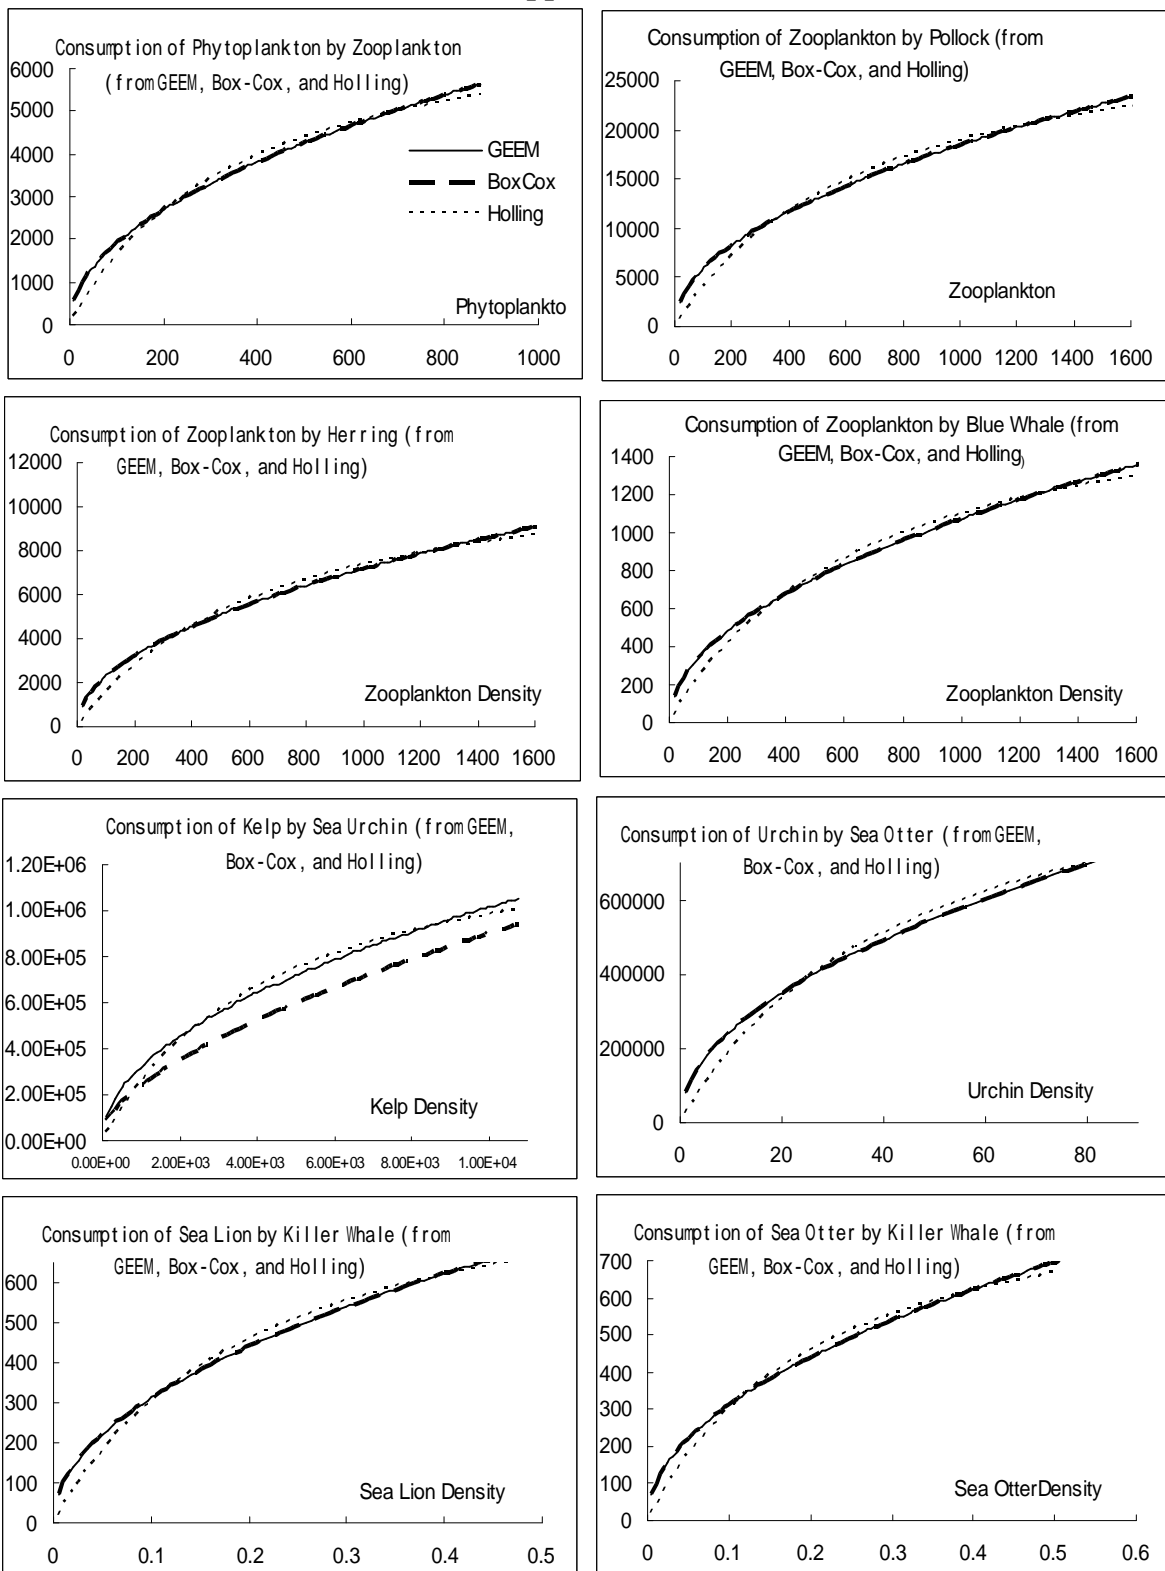 Consumption of Phytoplankton by Zooplankton
(from GEEM, Box-Cox, and Holling)
6000
5000
4000
3000
2000
1000
0
GEEM
BoxCox
Holling
Phytoplankto
0 200 400 600 800 1000
Consumption of Zooplankton by Pollock (from
GEEM, Box-Cox, and Holling)
25000
20000
15000
10000
5000
0
Zooplankton
0 200 400 600 800 1000 1200 1400 1600
Consumption of Zooplankton by Herring (from
GEEM, Box-Cox, and Holling)
12000
10000
8000
6000
4000
2000
0
Zooplankton Density
0 200 400 600 800 1000 1200 1400 1600
Consumption of Zooplankton by Blue Whale (from
GEEM, Box-Cox, and Holling)
1400
1200
1000
800
600
400
200
0
Zooplankton Density
0 200 400 600 800 1000 1200 1400 1600
Consumption of Kelp by Sea Urchin (from GEEM,
Box-Cox, and Holling)
1.20E+06
1.00E+06
8.00E+05
6.00E+05
4.00E+05
2.00E+05
0.00E+00
Kelp Density
0.00E+00 2.00E+03 4.00E+03 6.00E+03 8.00E+03 1.00E+04
Consumption of Urchin by Sea Otter (from GEEM,
Box-Cox, and Holling)
600000
400000
200000
0
Urchin Density
0 20 40 60 80
Consumption of Sea Lion by Killer Whale (from
GEEM, Box-Cox, and Holling)
600
500
400
300
200
100
0
Sea Lion Density
0 0.1 0.2 0.3 0.4 0.5
Consumption of Sea Otter by Killer Whale (from
GEEM, Box-Cox, and Holling)
700
600
500
400
300
200
100
0
Sea OtterDensity
0 0.1 0.2 0.3 0.4 0.5 0.6